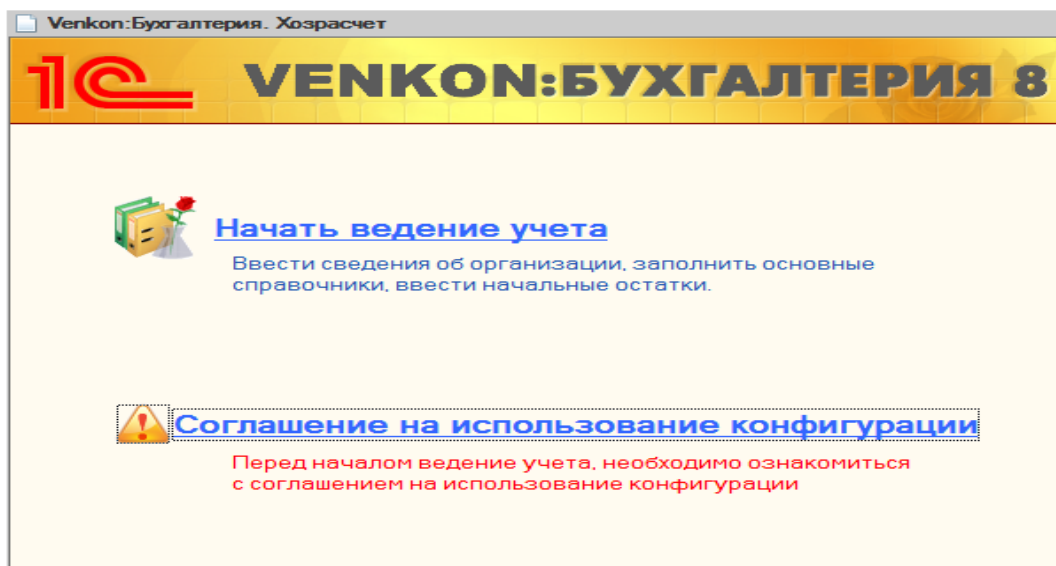 Venkon:Бухгалтерия. Хозрасчет
1С
VENKON:БУХГАЛТЕРИЯ 8
Начать ведение учета
Ввести сведения об организации, заполнить основные
справочники, ввести начальные остатки.
Соглашение на использование конфигурации
Перед началом ведение учета, необходимо ознакомиться
с соглашением на использование конфигурации